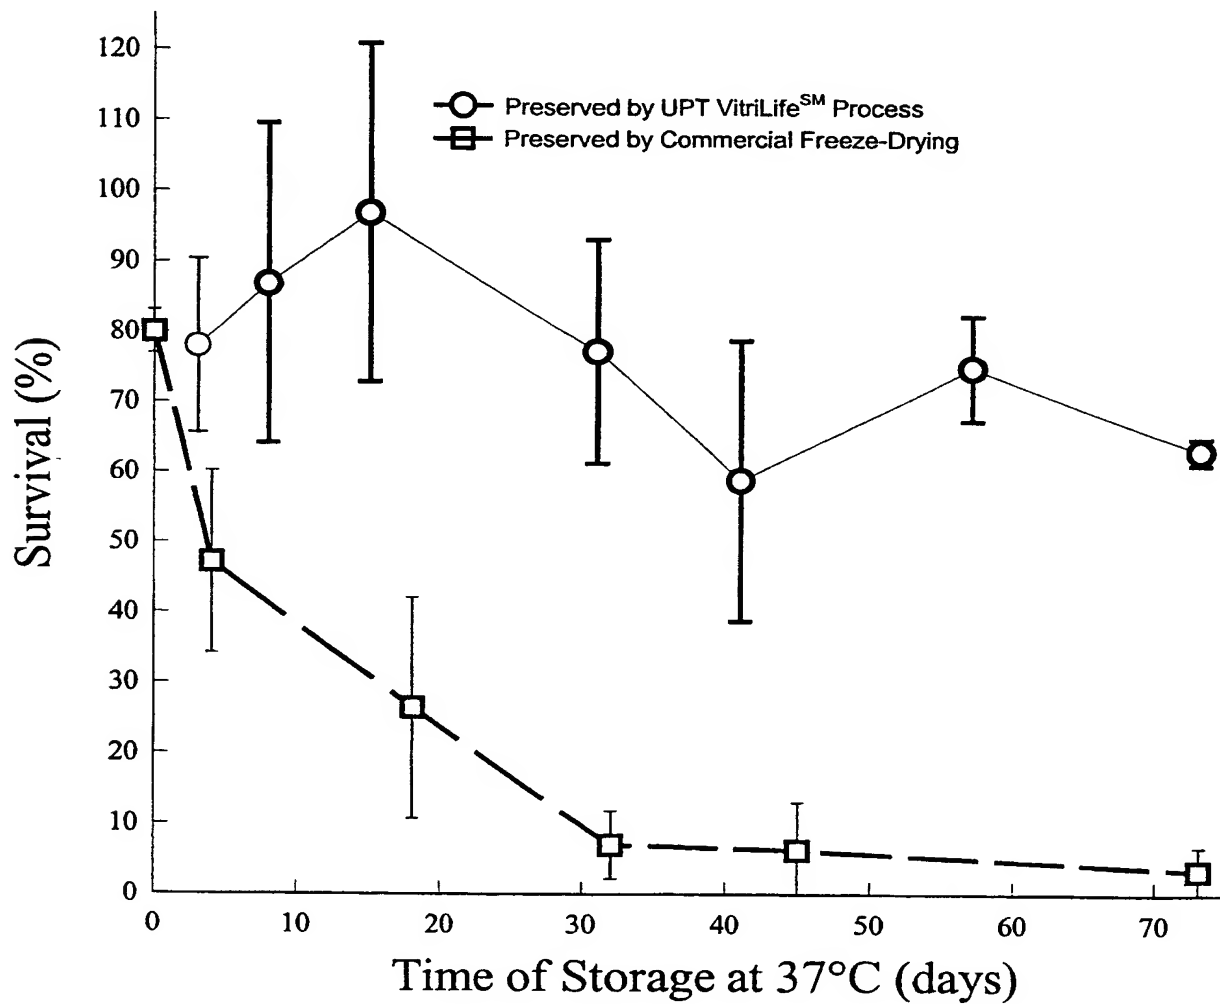 120
110
100
90
80
70
60
50
40
30
20
10
0
Survival (%)
Preserved by UPT VitriLife℠ Process
Preserved by Commercial Freeze-Drying
0 10 20 30 40 50 60 70
Time of Storage at 37°C (days)